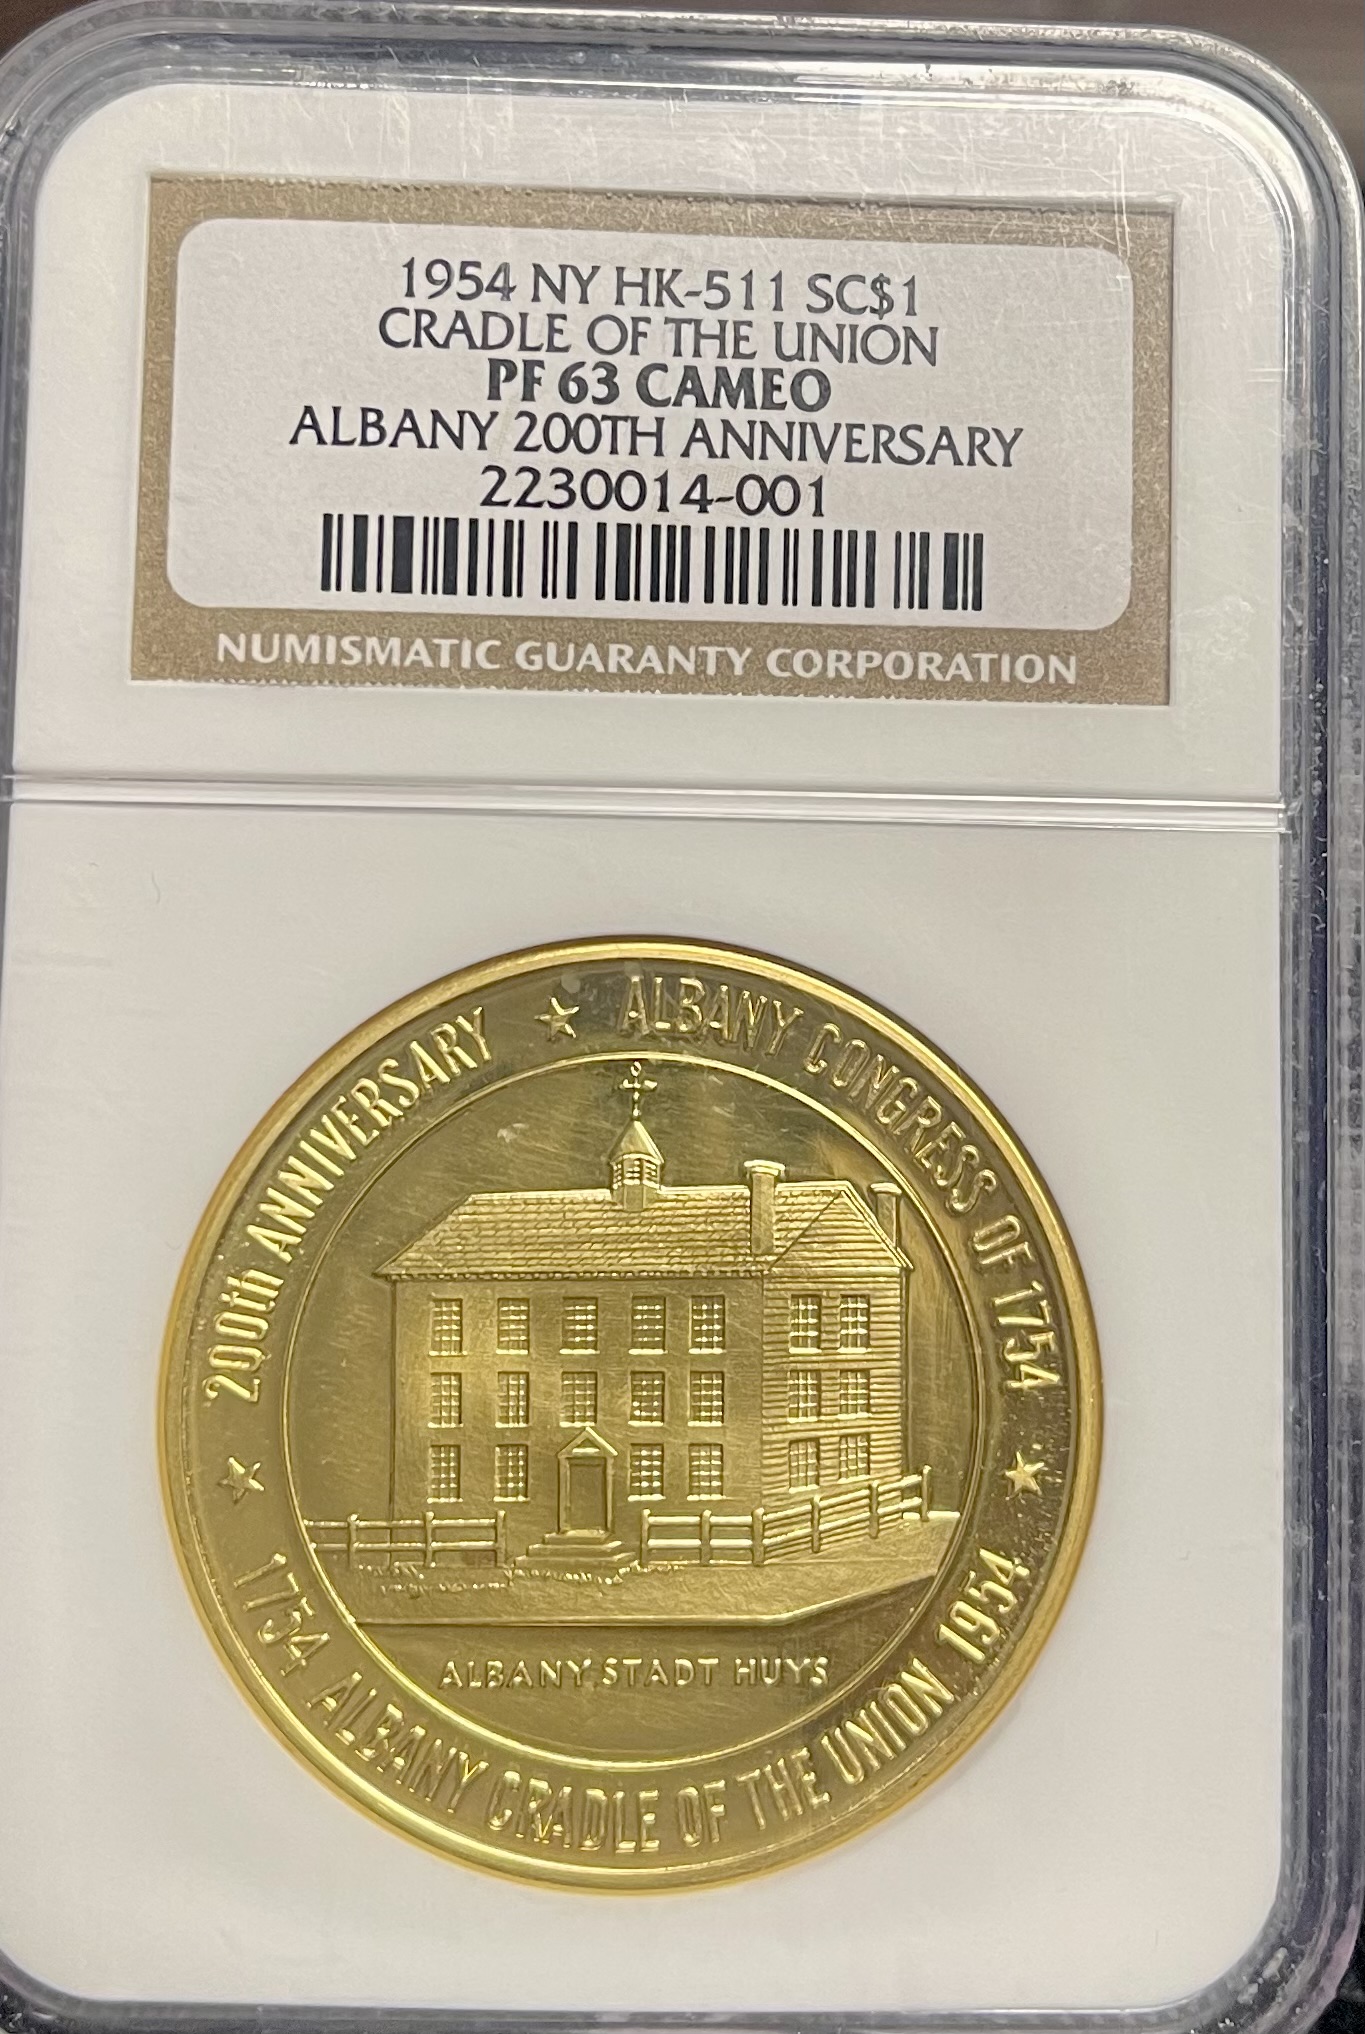 1954 NY HK-511 SC$1
CRADLE OF THE UNION
PF 63 CAMEO
ALBANY 200TH ANNIVERSARY
2230014-001
NUMISMATIC GUARANTY CORPORATION
200th ANNIVERSARY ★ ALBANY CONGRESS OF 1754 ★
1754 ALBANY CRADLE OF THE UNION 1954 ★
ALBANY STADT HUYS